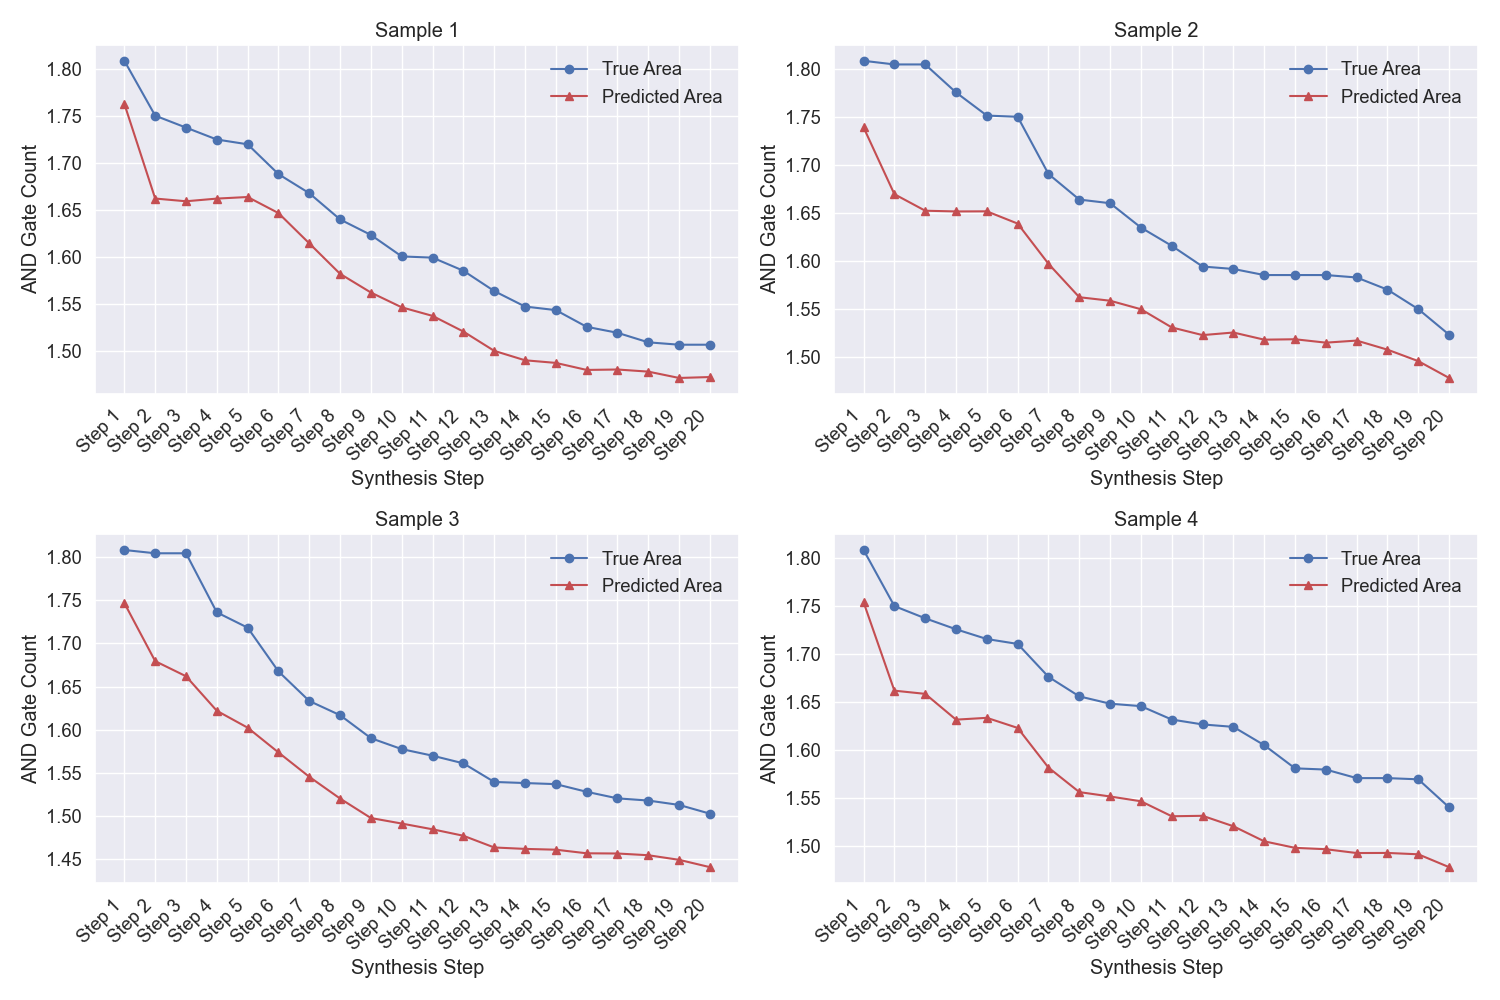 Sample 1
AND Gate Count
1.80
1.75
1.70
1.65
1.60
1.55
1.50
True Area
Predicted Area
Step 1
Step 2
Step 3
Step 4
Step 5
Step 6
Step 7
Step 8
Step 9
Step 10
Step 11
Step 12
Step 13
Step 14
Step 15
Step 16
Step 17
Step 18
Step 19
Step 20
Synthesis Step
Sample 2
AND Gate Count
1.80
1.75
1.70
1.65
1.60
1.55
1.50
True Area
Predicted Area
Step 1
Step 2
Step 3
Step 4
Step 5
Step 6
Step 7
Step 8
Step 9
Step 10
Step 11
Step 12
Step 13
Step 14
Step 15
Step 16
Step 17
Step 18
Step 19
Step 20
Synthesis Step
Sample 3
AND Gate Count
1.80
1.75
1.70
1.65
1.60
1.55
1.50
1.45
True Area
Predicted Area
Step 1
Step 2
Step 3
Step 4
Step 5
Step 6
Step 7
Step 8
Step 9
Step 10
Step 11
Step 12
Step 13
Step 14
Step 15
Step 16
Step 17
Step 18
Step 19
Step 20
Synthesis Step
Sample 4
AND Gate Count
1.80
1.75
1.70
1.65
1.60
1.55
1.50
True Area
Predicted Area
Step 1
Step 2
Step 3
Step 4
Step 5
Step 6
Step 7
Step 8
Step 9
Step 10
Step 11
Step 12
Step 13
Step 14
Step 15
Step 16
Step 17
Step 18
Step 19
Step 20
Synthesis Step